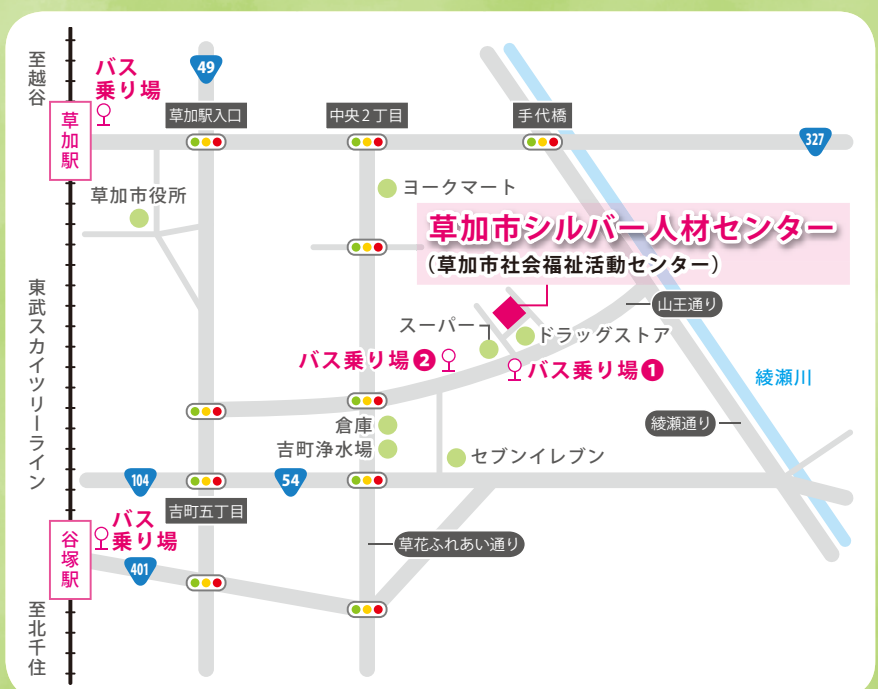 至越谷
バス
乗り場
49
草加駅入口
中央2丁目
手代橋
327
草加駅
草加市役所
ヨークマート
草加市シルバー人材センター
(草加市社会福祉活動センター)
山王通り
スーパー
ドラッグストア
バス乗り場❷
バス乗り場❶
綾瀬川
東武スカイツリーライン
倉庫
吉町浄水場
綾瀬通り
セブンイレブン
104
54
吉町五丁目
バス
乗り場
谷塚駅
401
草花ふれあい通り
至北千住